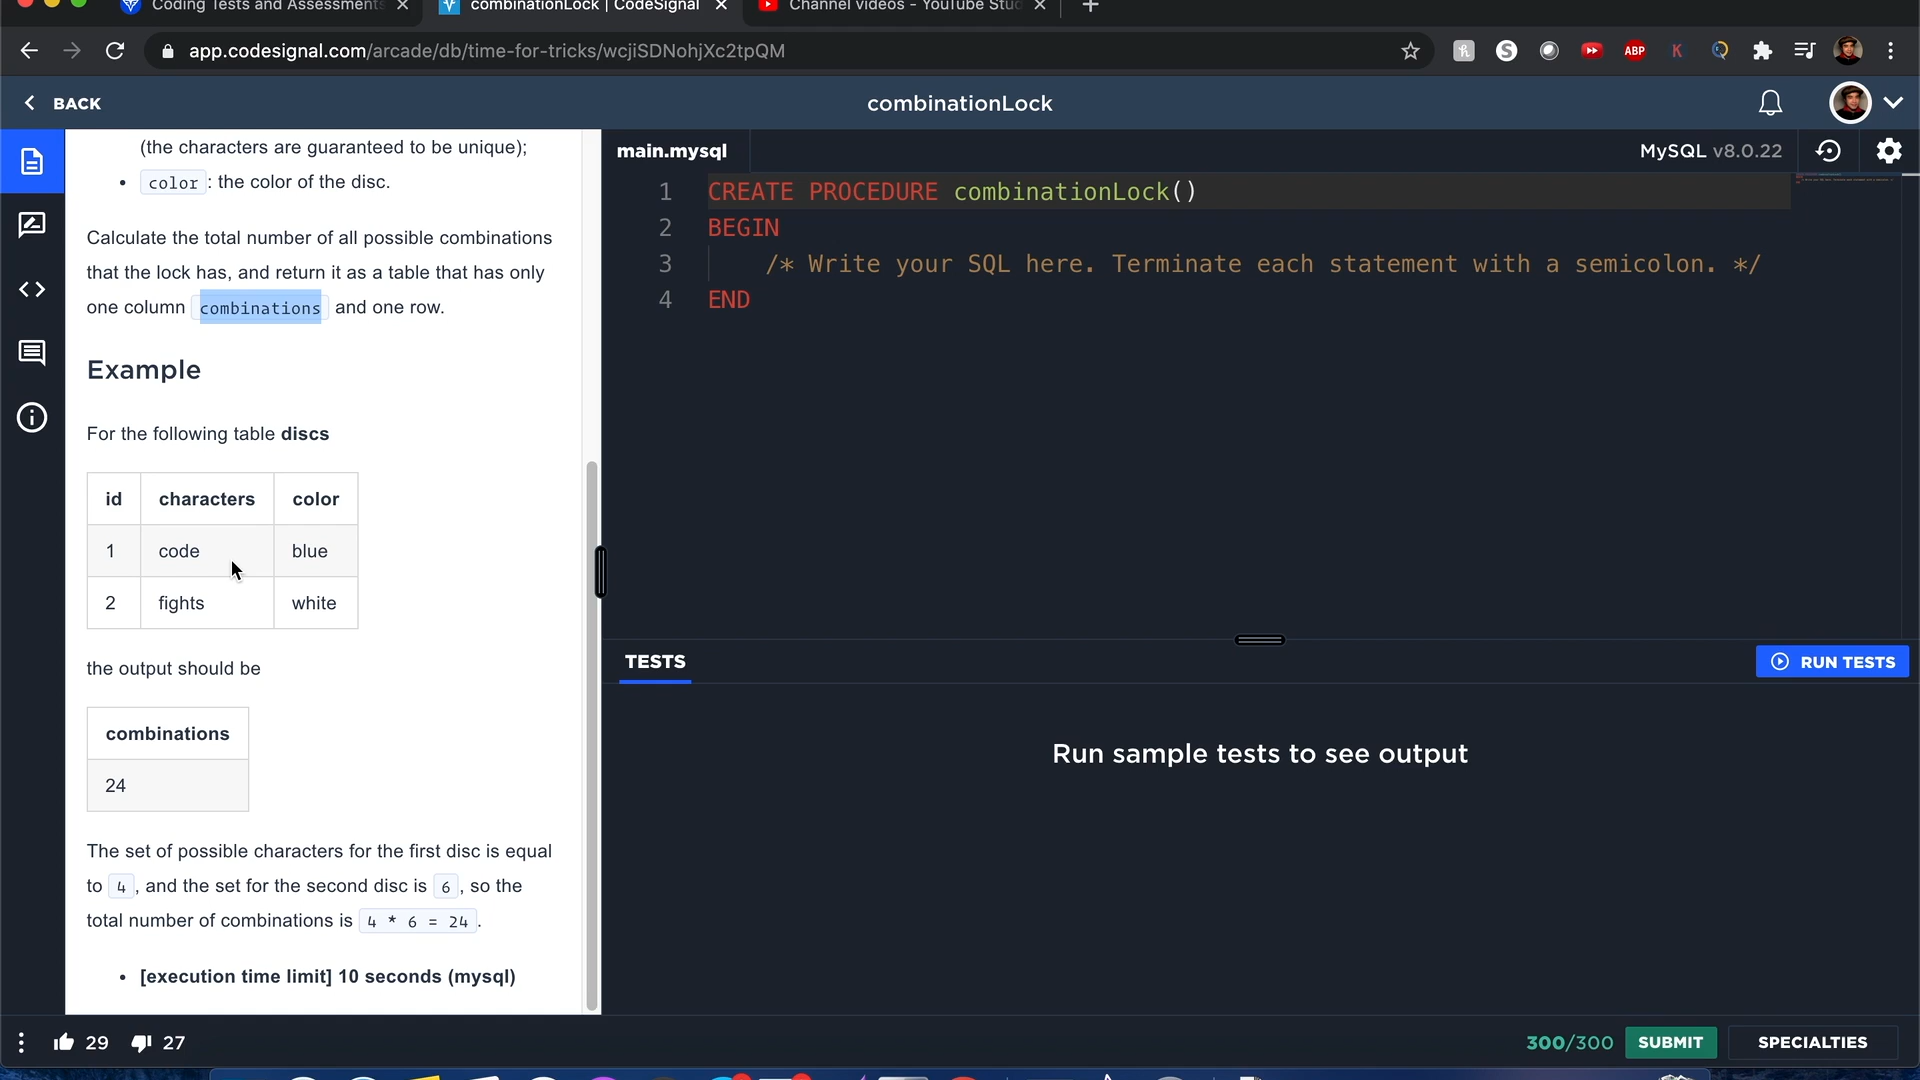 Coding Tests and Assessments
combinationLock | CodeSignal
Channel videos - YouTube Stud
app.codesignal.com/arcade/db/time-for-tricks/wcjiSDNohjXc2tpQM
ABP
K
BACK
combinationLock
(the characters are guaranteed to be unique);
• color : the color of the disc.
Calculate the total number of all possible combinations
that the lock has, and return it as a table that has only
one column combinations and one row.
Example
For the following table discs
id characters color
1 code blue
2 fights white
the output should be
combinations
24
The set of possible characters for the first disc is equal
to 4 , and the set for the second disc is 6 , so the
total number of combinations is 4 * 6 = 24 .
• [execution time limit] 10 seconds (mysql)
29 27
main.mysql
MySQL v8.0.22
1 CREATE PROCEDURE combinationLock()
2 BEGIN
3 /* Write your SQL here. Terminate each statement with a semicolon. */
4 END
TESTS
RUN TESTS
Run sample tests to see output
300/300
SUBMIT
SPECIALTIES